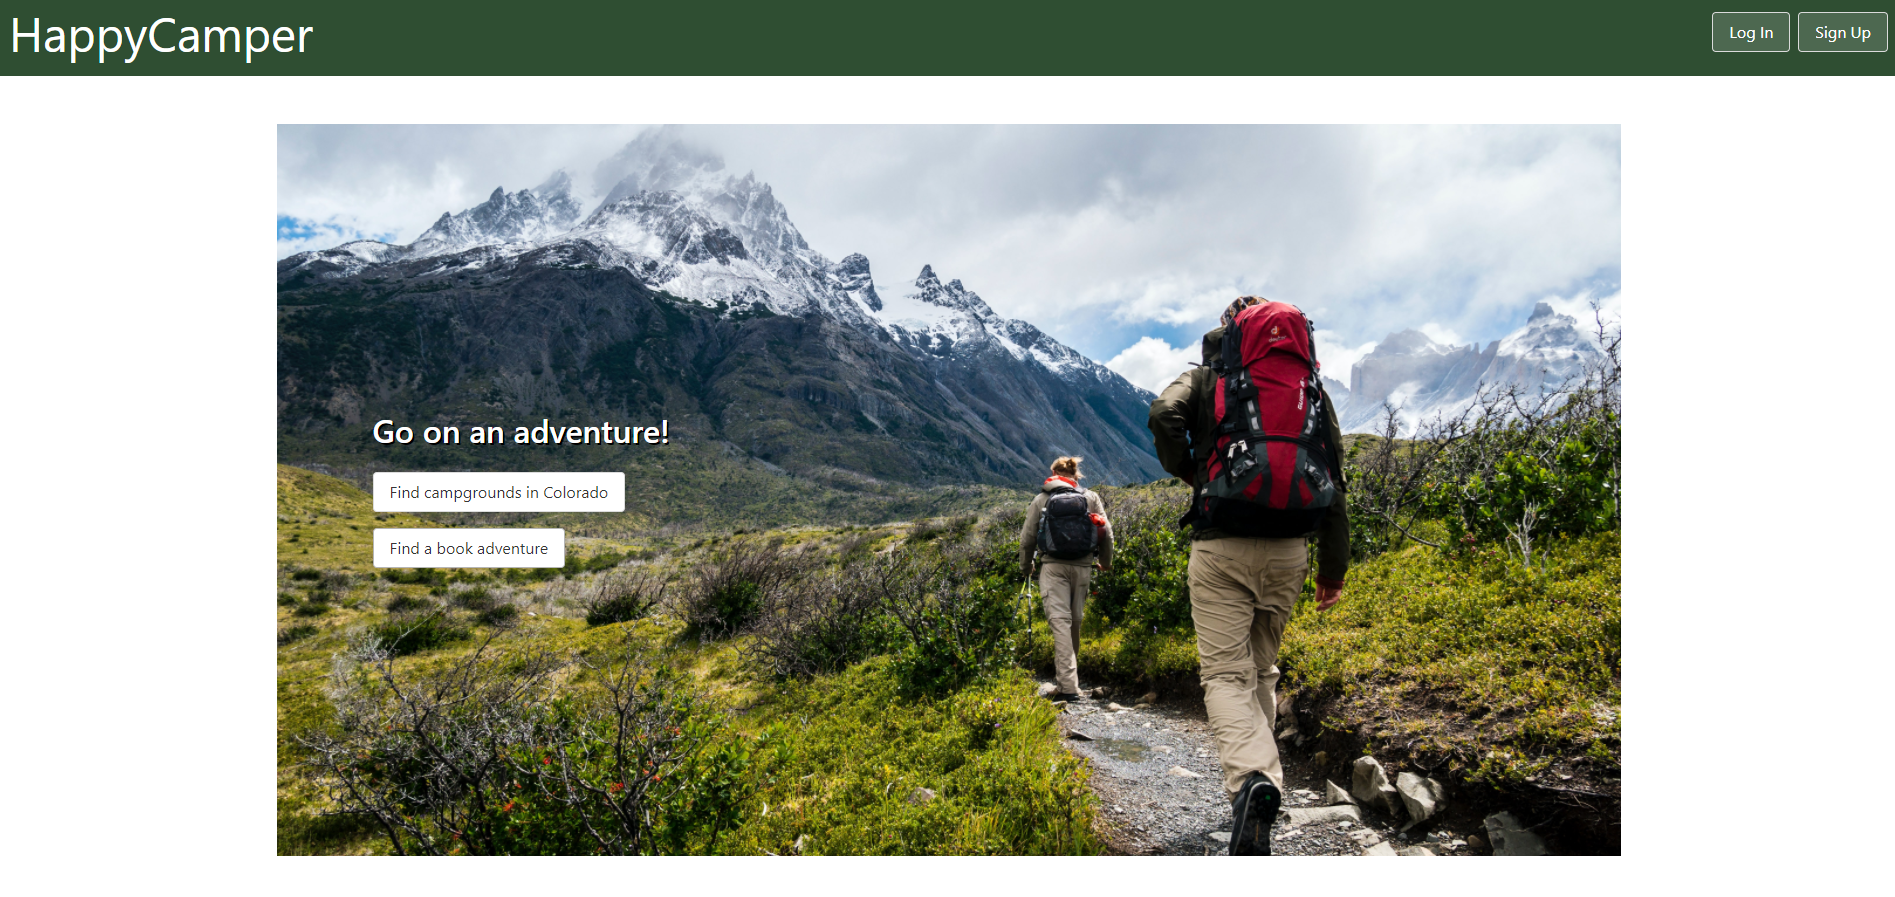 HappyCamper
Log In
Sign Up
Go on an adventure!
Find campgrounds in Colorado
Find a book adventure